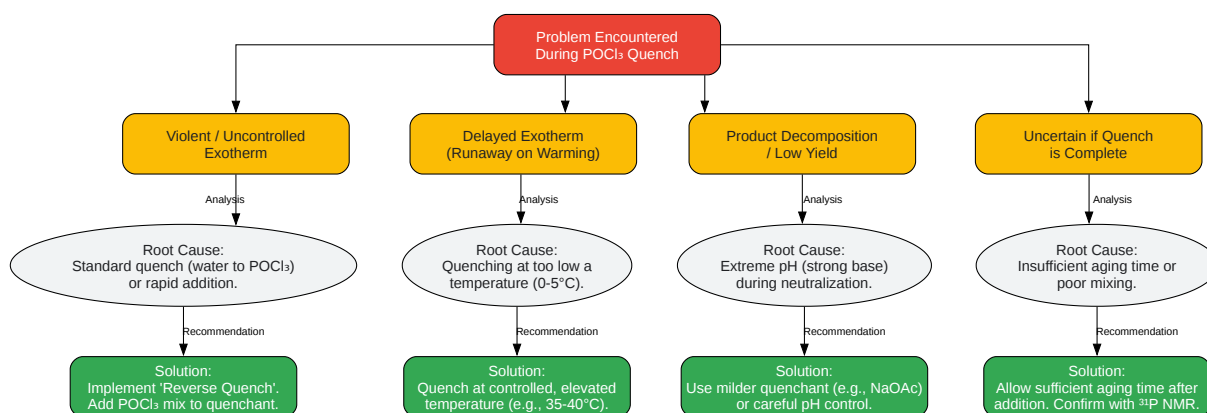 Problem Encountered
During POCl₃ Quench
Violent / Uncontrolled
Exotherm
Delayed Exotherm
(Runaway on Warming)
Product Decomposition
/ Low Yield
Uncertain if Quench
is Complete
Analysis
Analysis
Analysis
Analysis
Root Cause:
Standard quench (water to POCl₃)
or rapid addition.
Root Cause:
Quenching at too low a
temperature (0-5°C).
Root Cause:
Extreme pH (strong base)
during neutralization.
Root Cause:
Insufficient aging time or
poor mixing.
Recommendation
Recommendation
Recommendation
Recommendation
Solution:
Implement 'Reverse Quench'.
Add POCl₃ mix to quenchant.
Solution:
Quench at controlled, elevated
temperature (e.g., 35-40°C).
Solution:
Use milder quenchant (e.g., NaOAc)
or careful pH control.
Solution:
Allow sufficient aging time after
addition. Confirm with ³¹P NMR.